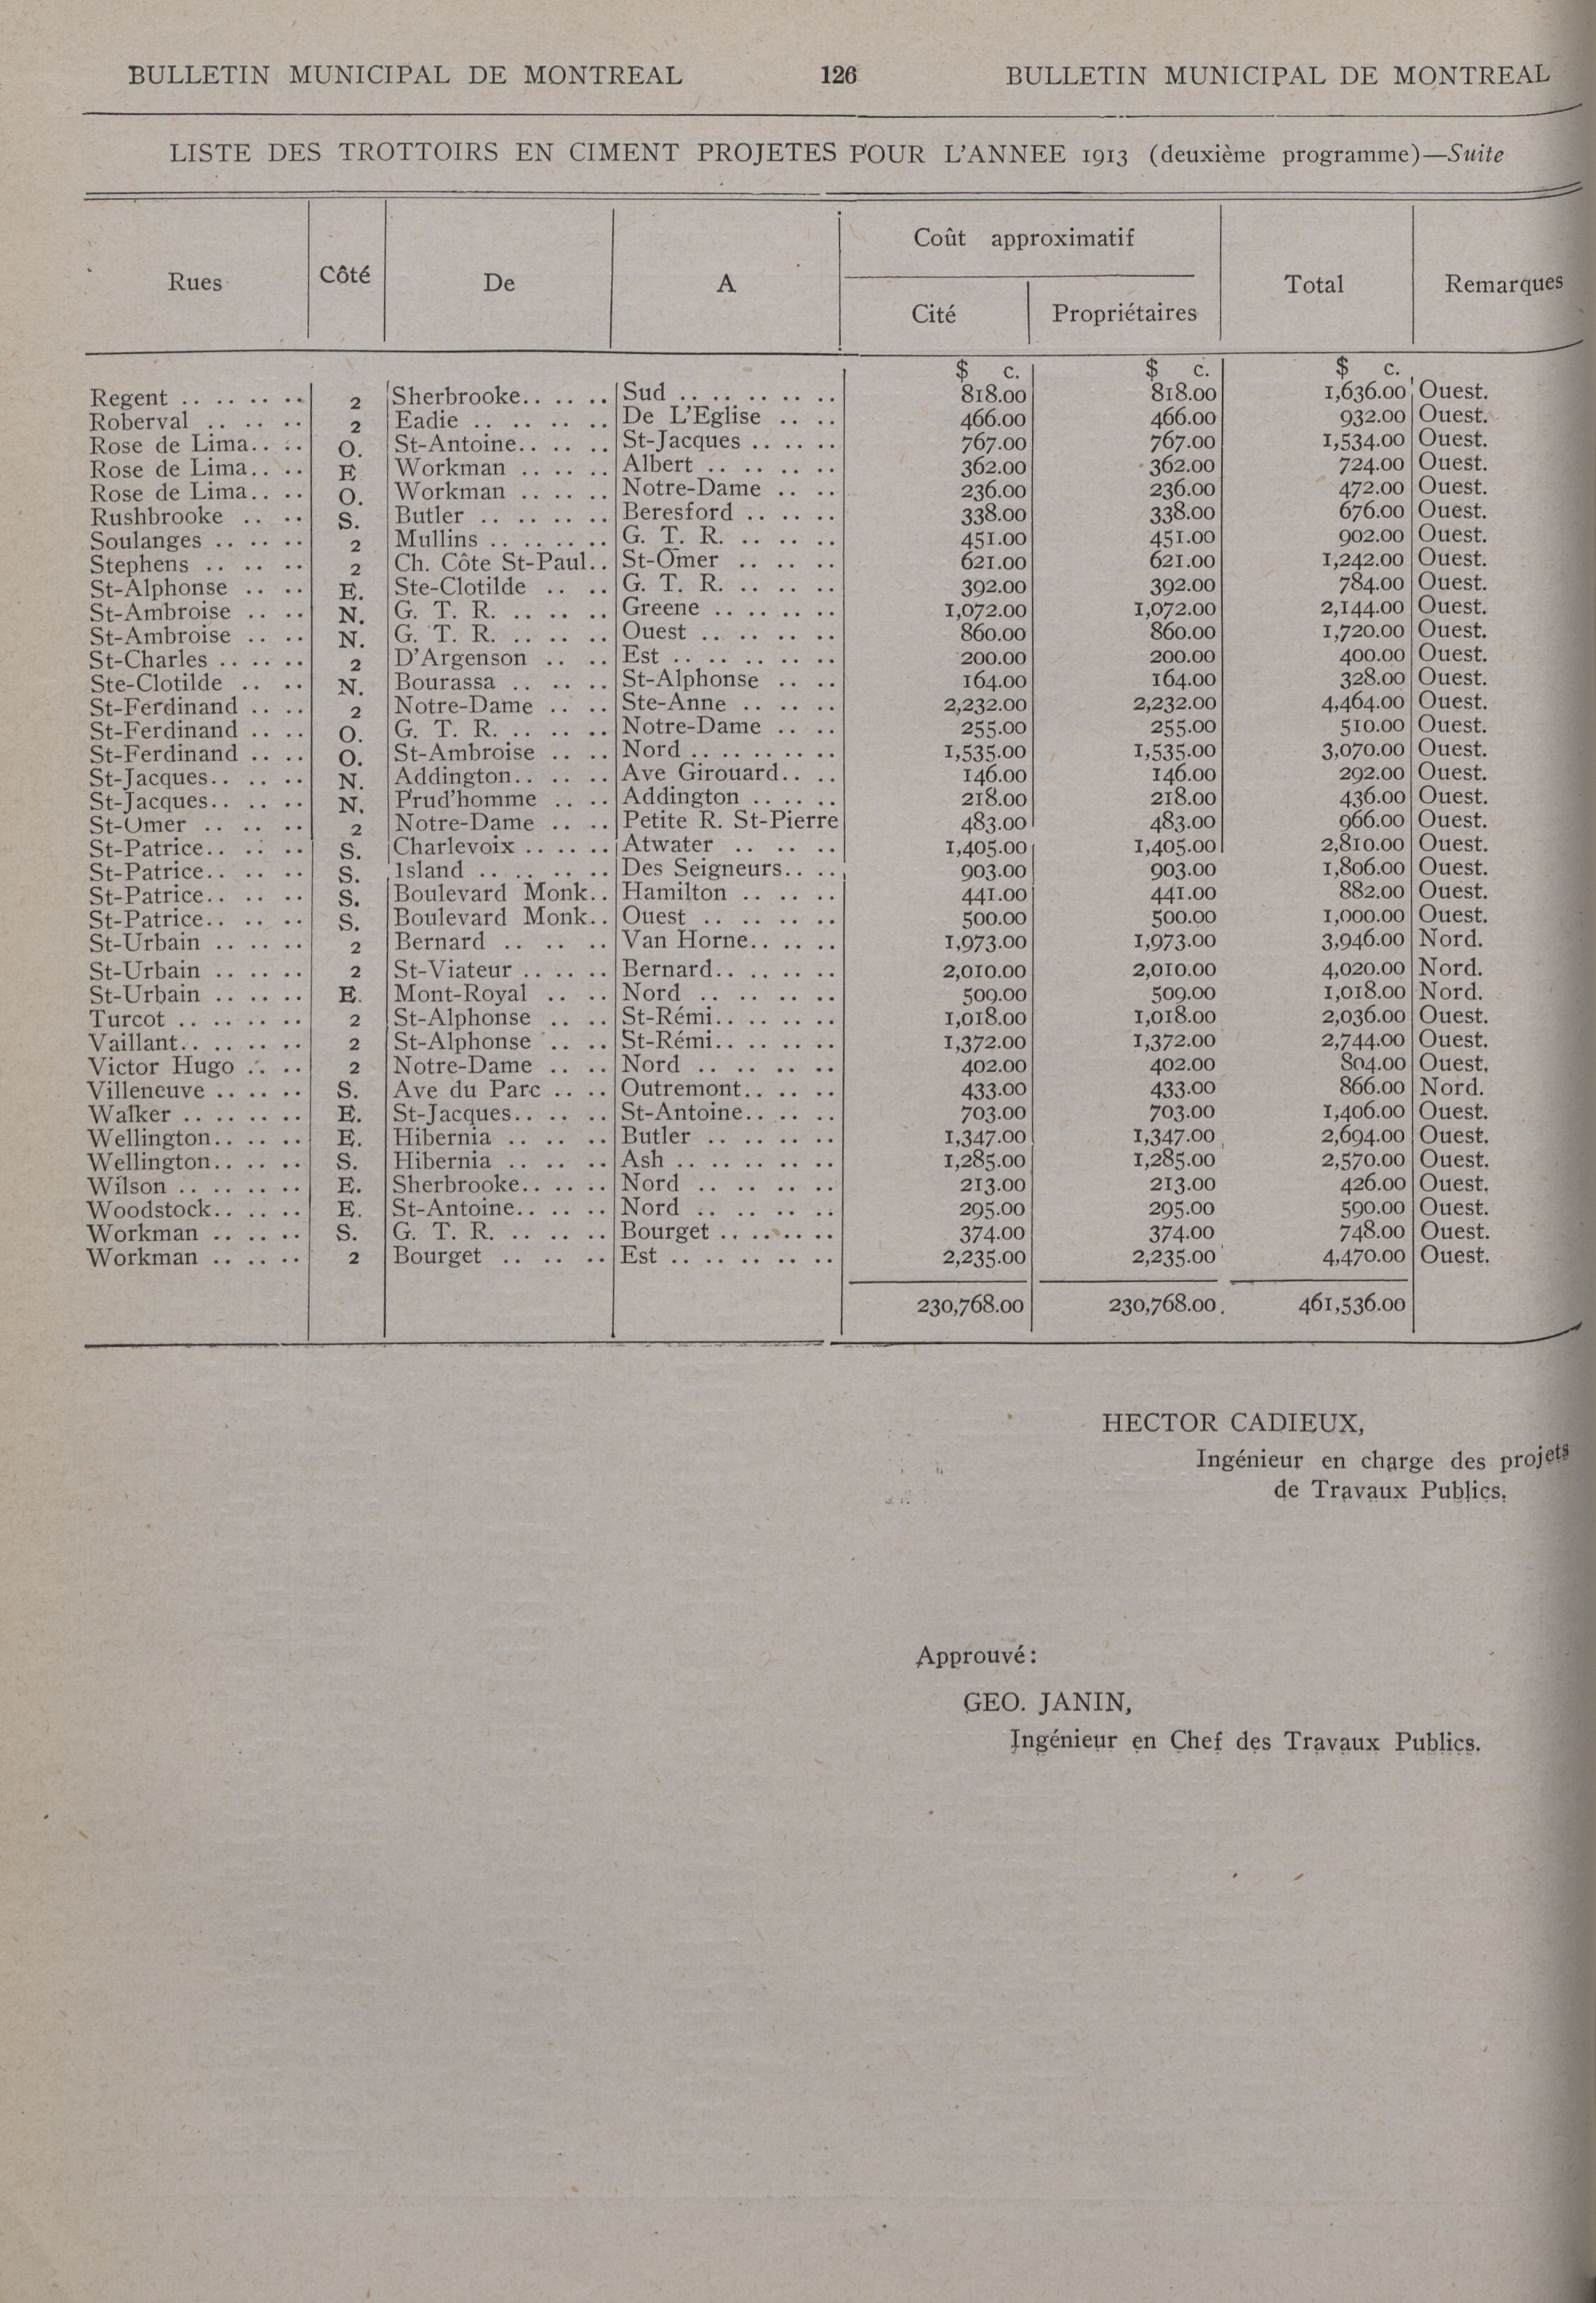 BULLETIN MUNICIPAL DE MONTREAL 126 BULLETIN MUNICIPAL DE MONTREAL
LISTE DES TROTTOIRS EN CIMENT PROJETES POUR L'ANNEE 1913 (deuxième programme)—Suite
Coût approximatif
Rues Côté De A Total Remarques
Cité Propriétaires
$ c. $ c. $ c.
Regent .. .. .. .. 2 Sherbrooke.. .. .. Sud .. .. .. .. .. 818.00 818.00 1,636.00 Ouest.
Roberval .. .. .. 2 Eadie .. .. .. .. De L'Eglise .. .. 466.00 466.00 932.00 Ouest.
Rose de Lima.. .. O. St-Antoine.. .. .. St-Jacques .. .. .. 767.00 767.00 1,534.00 Ouest.
Rose de Lima.. .. E Workman .. .. .. Albert .. .. .. .. 362.00 362.00 724.00 Ouest.
Rose de Lima.. .. O. Workman .. .. .. Notre-Dame .. .. 236.00 236.00 472.00 Ouest.
Rushbrooke .. .. S. Butler .. .. .. .. Beresford .. .. .. 338.00 338.00 676.00 Ouest.
Soulanges .. .. .. 2 Mullins .. .. .. .. G. T. R. .. .. .. 451.00 451.00 902.00 Ouest.
Stephens .. .. .. 2 Ch. Côte St-Paul.. St-Omer .. .. .. 621.00 621.00 1,242.00 Ouest.
St-Alphonse .. .. E. Ste-Clotilde .. .. G. T. R. .. .. .. 392.00 392.00 784.00 Ouest.
St-Ambroise .. .. N. G. T. R. .. .. .. Greene .. .. .. .. 1,072.00 1,072.00 2,144.00 Ouest.
St-Ambroise .. .. N. G. T. R. .. .. .. Ouest .. .. .. .. 860.00 860.00 1,720.00 Ouest.
St-Charles .. .. .. 2 D'Argenson .. .. Est .. .. .. .. .. 200.00 200.00 400.00 Ouest.
Ste-Clotilde .. .. N. Bourassa .. .. .. St-Alphonse .. .. 164.00 164.00 328.00 Ouest.
St-Ferdinand .. .. 2 Notre-Dame .. .. Ste-Anne .. .. .. 2,232.00 2,232.00 4,464.00 Ouest.
St-Ferdinand .. .. O. G. T. R. .. .. .. Notre-Dame .. .. 255.00 255.00 510.00 Ouest.
St-Ferdinand .. .. O. St-Ambroise .. .. Nord .. .. .. .. .. 1,535.00 1,535.00 3,070.00 Ouest.
St-Jacques.. .. .. N. Addington.. .. .. Ave Girouard.. .. 146.00 146.00 292.00 Ouest.
St-Jacques.. .. .. N. Prud'homme .. .. Addington .. .. .. 218.00 218.00 436.00 Ouest.
St-Omer .. .. .. 2 Notre-Dame .. .. Petite R. St-Pierre 483.00 483.00 966.00 Ouest.
St-Patrice.. .. .. S. Charlevoix .. .. .. Atwater .. .. .. 1,405.00 1,405.00 2,810.00 Ouest.
St-Patrice.. .. .. S. Island .. .. .. .. Des Seigneurs.. .. 903.00 903.00 1,806.00 Ouest.
St-Patrice.. .. .. S. Boulevard Monk.. Hamilton .. .. .. 441.00 441.00 882.00 Ouest.
St-Patrice.. .. .. S. Boulevard Monk.. Ouest .. .. .. .. 500.00 500.00 1,000.00 Ouest.
St-Urbain .. .. .. 2 Bernard .. .. .. Van Horne.. .. .. 1,973.00 1,973.00 3,946.00 Nord.
St-Urbain .. .. .. 2 St-Viateur .. .. .. Bernard.. .. .. .. 2,010.00 2,010.00 4,020.00 Nord.
St-Urbain .. .. .. E. Mont-Royal .. .. Nord .. .. .. .. 509.00 509.00 1,018.00 Nord.
Turcot .. .. .. .. 2 St-Alphonse .. .. St-Rémi.. .. .. .. 1,018.00 1,018.00 2,036.00 Ouest.
Vaillant.. .. .. .. 2 St-Alphonse .. .. St-Rémi.. .. .. .. 1,372.00 1,372.00 2,744.00 Ouest.
Victor Hugo .. .. 2 Notre-Dame .. .. Nord .. .. .. .. 402.00 402.00 804.00 Ouest.
Villeneuve .. .. .. S. Ave du Parc .. .. Outremont.. .. .. 433.00 433.00 866.00 Nord.
Walker .. .. .. .. E. St-Jacques.. .. .. St-Antoine.. .. .. 703.00 703.00 1,406.00 Ouest.
Wellington.. .. .. E. Hibernia .. .. .. Butler .. .. .. .. 1,347.00 1,347.00 2,694.00 Ouest.
Wellington.. .. .. S. Hibernia .. .. .. Ash .. .. .. .. .. 1,285.00 1,285.00 2,570.00 Ouest.
Wilson .. .. .. .. E. Sherbrooke.. .. .. Nord .. .. .. .. 213.00 213.00 426.00 Ouest.
Woodstock.. .. .. E. St-Antoine.. .. .. Nord .. .. .. .. 295.00 295.00 590.00 Ouest.
Workman .. .. .. S. G. T. R. .. .. .. Bourget .. .. .. .. 374.00 374.00 748.00 Ouest.
Workman .. .. .. 2 Bourget .. .. .. Est .. .. .. .. .. 2,235.00 2,235.00 4,470.00 Ouest.
230,768.00 230,768.00 461,536.00
HECTOR CADIEUX,
Ingénieur en charge des projets
de Travaux Publics.
Approuvé:
GEO. JANIN,
Ingénieur en Chef des Travaux Publics.